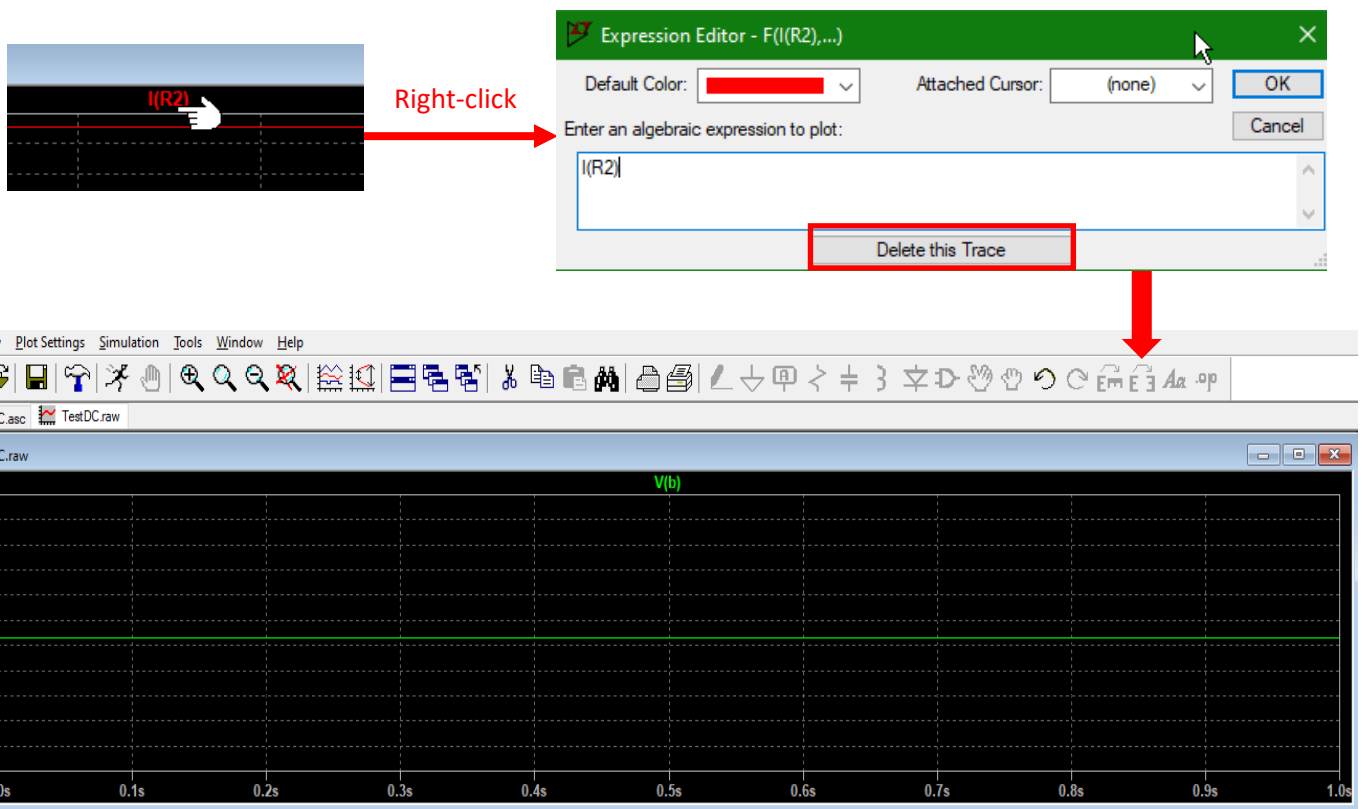 Expression Editor - F(I(R2),...)
Default Color:
Attached Cursor:
(none)
OK
I(R2)
Right-click
Enter an algebraic expression to plot:
Cancel
I(R2)
Delete this Trace
Plot Settings Simulation Tools Window Help
Aa .op
C.asc TestDC.raw
C.raw
V(b)
0s 0.1s 0.2s 0.3s 0.4s 0.5s 0.6s 0.7s 0.8s 0.9s 1.0s